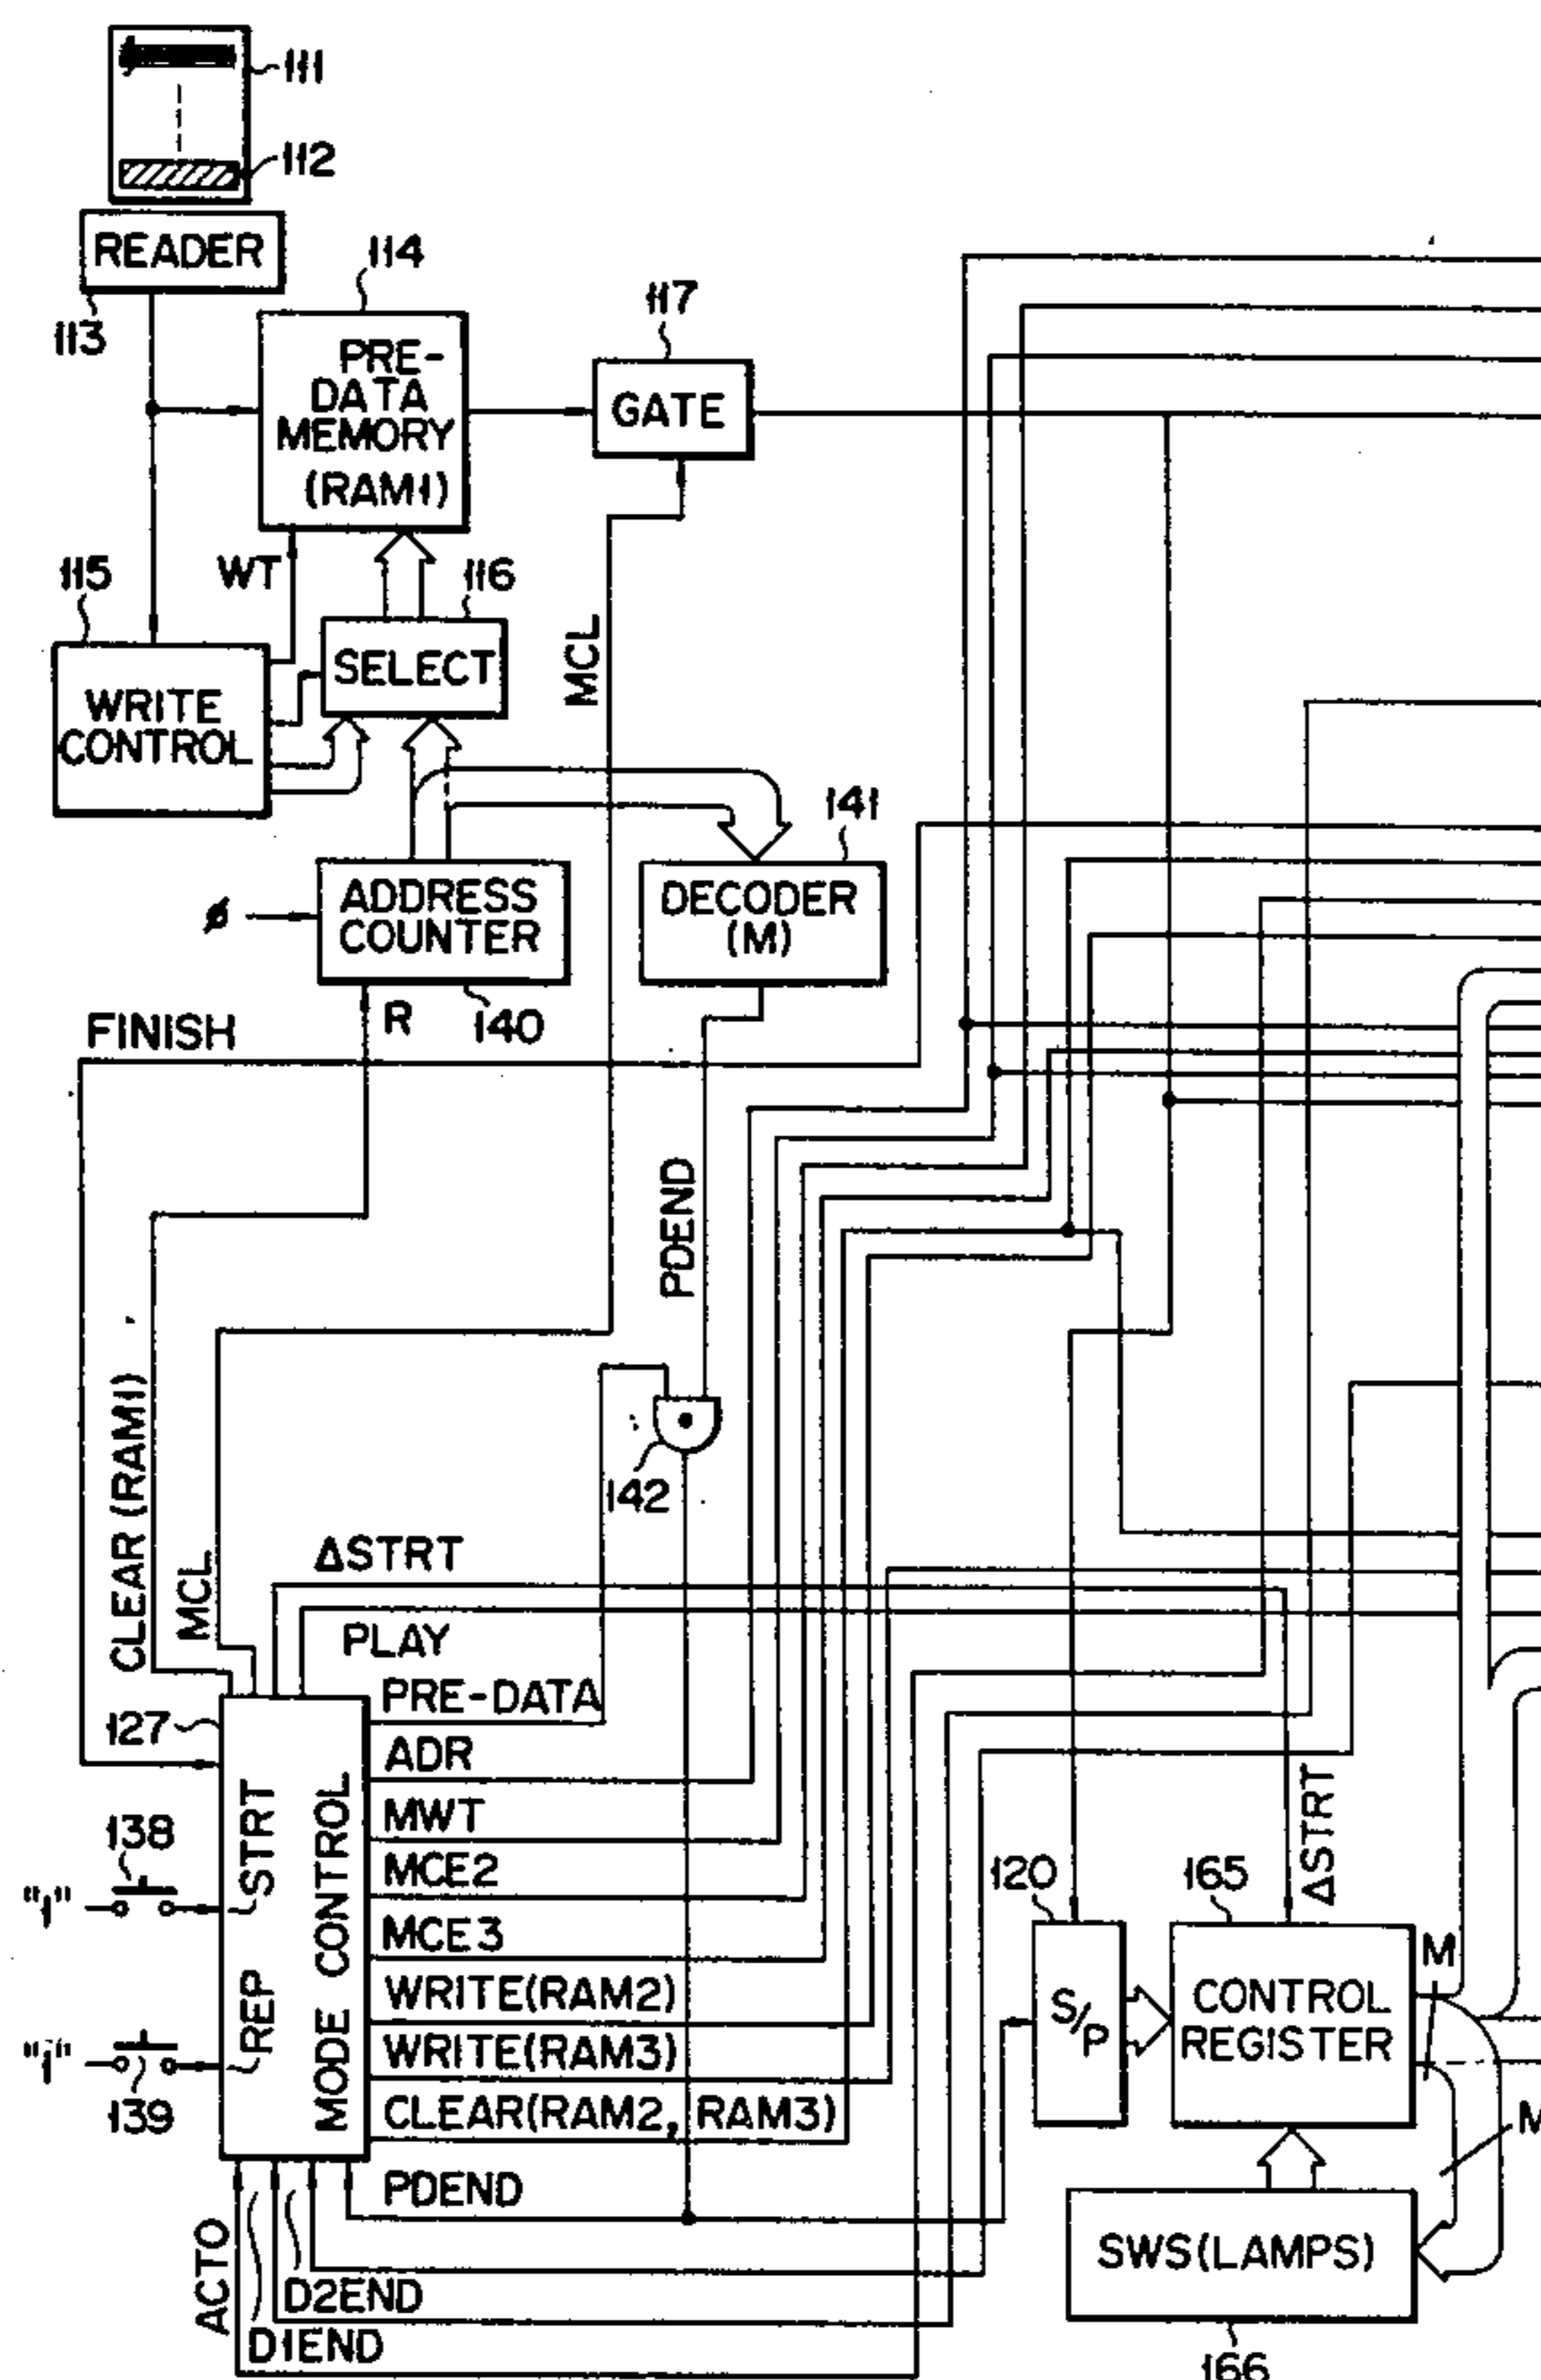 111
112
READER
113
114
PRE-
DATA
MEMORY
(RAM1)
117
GATE
WT
115
116
WRITE
CONTROL
SELECT
MCL
141
ø
ADDRESS
COUNTER
DECODER
(M)
R
140
FINISH
PDEND
142
CLEAR (RAM1)
MCL
ΔSTRT
PLAY
127
PRE-DATA
ADR
MWT
MCE2
MCE3
WRITE(RAM2)
WRITE(RAM3)
CLEAR(RAM2, RAM3)
PDEND
MODE CONTROL
STRT
REP
138
"1"
"1"
139
ACTO
D2END
D1END
120
S/P
165
ΔSTRT
CONTROL
REGISTER
M
M
SWS(LAMPS)
166